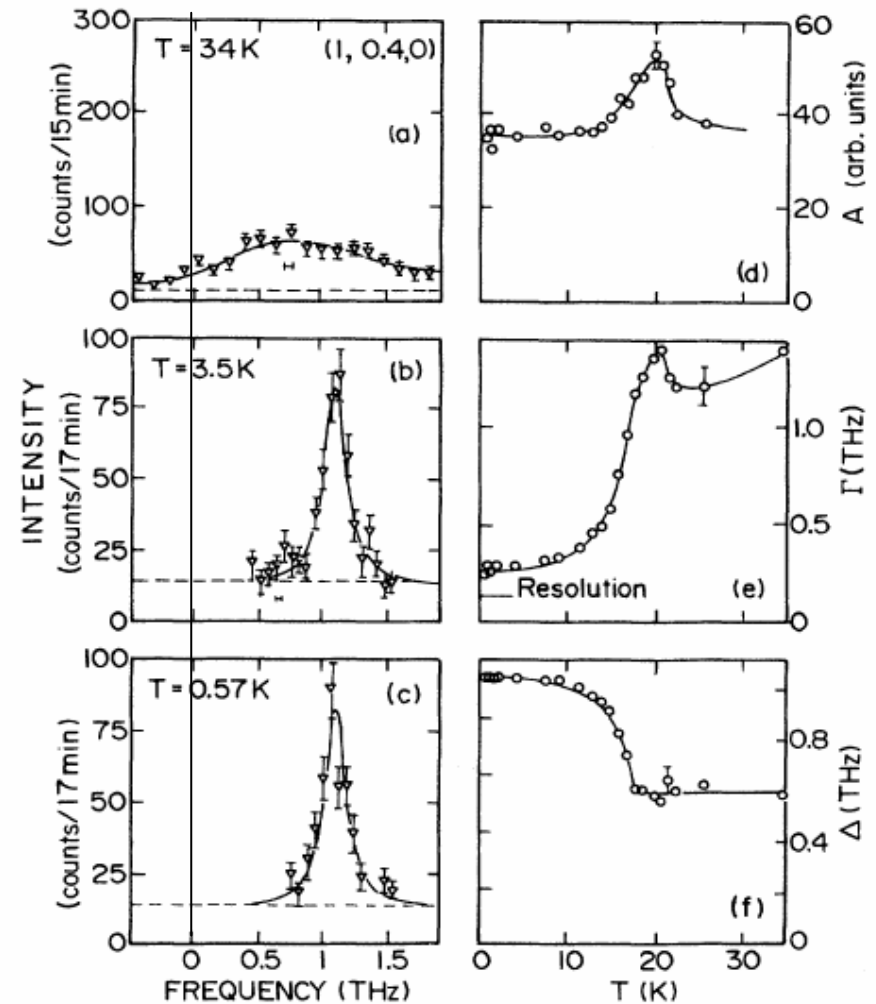 300
T = 34K (1, 0.4,0)
200
(a)
100
0
(counts/15min)
100
T = 3.5K (b)
75
50
25
0
INTENSITY
(counts/17min)
100
T = 0.57K (c)
75
50
25
0
(counts/17min)
0 0.5 1.0 1.5
FREQUENCY (THz)
60
40
20
0
A (arb. units)
(d)
1.0
0.5
0
Γ(THz)
Resolution (e)
0.8
0.4
0
Δ(THz)
(f)
0 10 20 30
T (K)